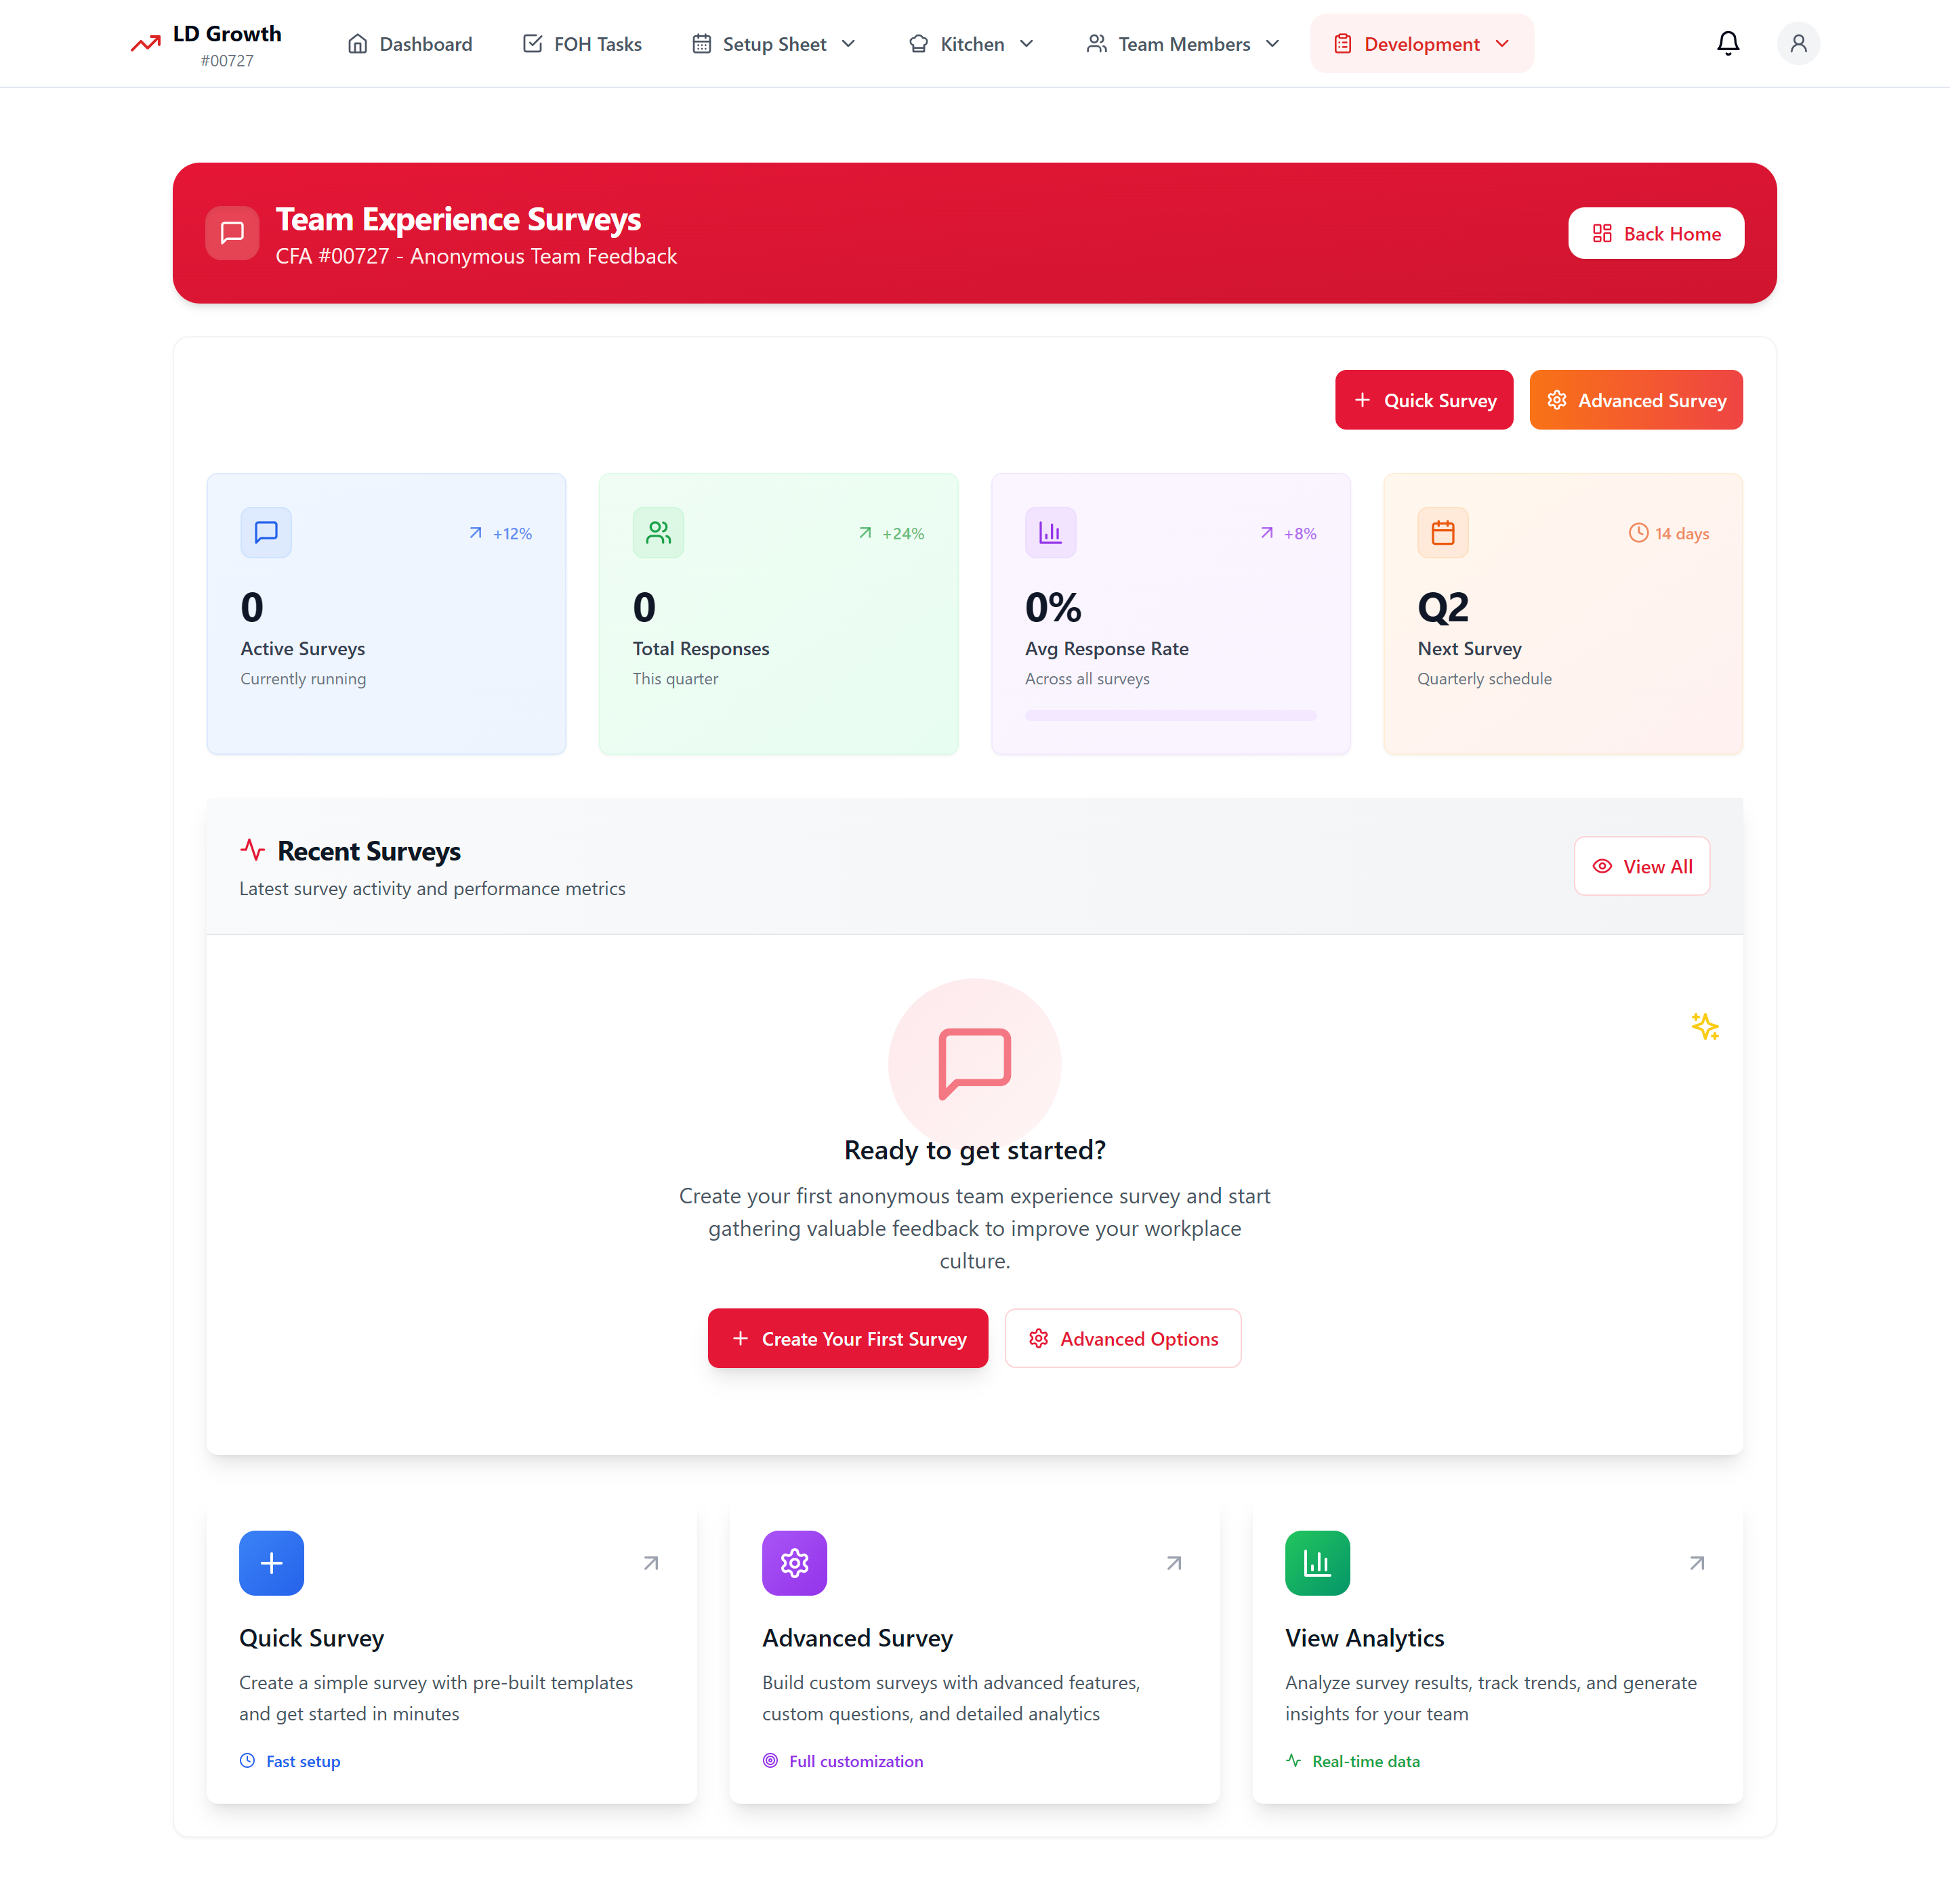 LD Growth
#00727
Dashboard
FOH Tasks
Setup Sheet
Kitchen
Team Members
Development
Team Experience Surveys
CFA #00727 - Anonymous Team Feedback
Back Home
Quick Survey
Advanced Survey
+12%
0
Active Surveys
Currently running
+24%
0
Total Responses
This quarter
+8%
0%
Avg Response Rate
Across all surveys
14 days
Q2
Next Survey
Quarterly schedule
Recent Surveys
Latest survey activity and performance metrics
View All
Ready to get started?
Create your first anonymous team experience survey and start
gathering valuable feedback to improve your workplace
culture.
Create Your First Survey
Advanced Options
Quick Survey
Create a simple survey with pre-built templates
and get started in minutes
Fast setup
Advanced Survey
Build custom surveys with advanced features,
custom questions, and detailed analytics
Full customization
View Analytics
Analyze survey results, track trends, and generate
insights for your team
Real-time data